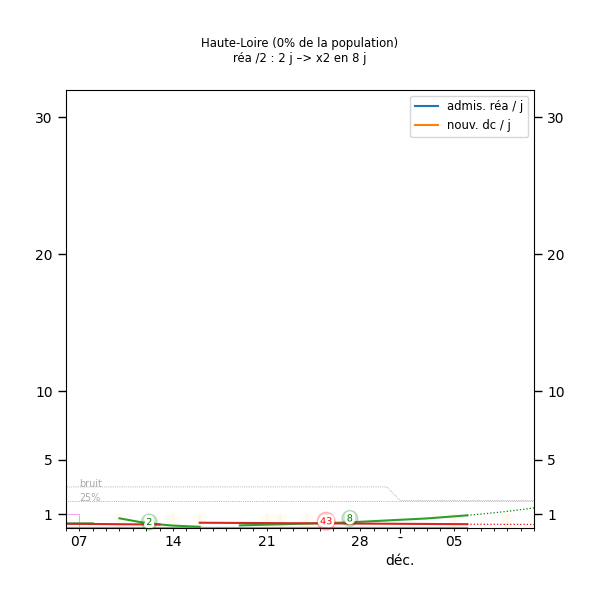 Haute-Loire (0% de la population)
réa /2 : 2 j –> x2 en 8 j
admis. réa / j
nouv. dc / j
30 30
20 20
10 10
5 5
bruit
25%
1 1
2 43 8
07 14 21 28 - 05
déc.